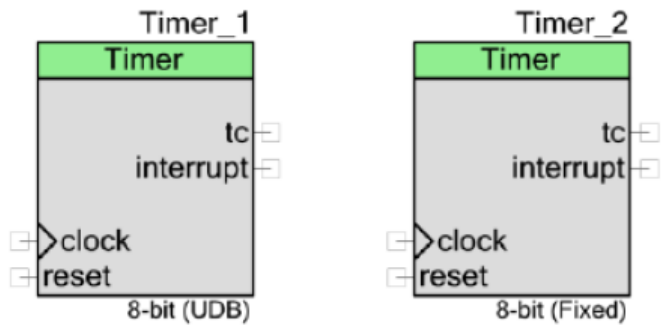 Timer_1
Timer
tc
interrupt
clock
reset
8-bit (UDB)
Timer_2
Timer
tc
interrupt
clock
reset
8-bit (Fixed)